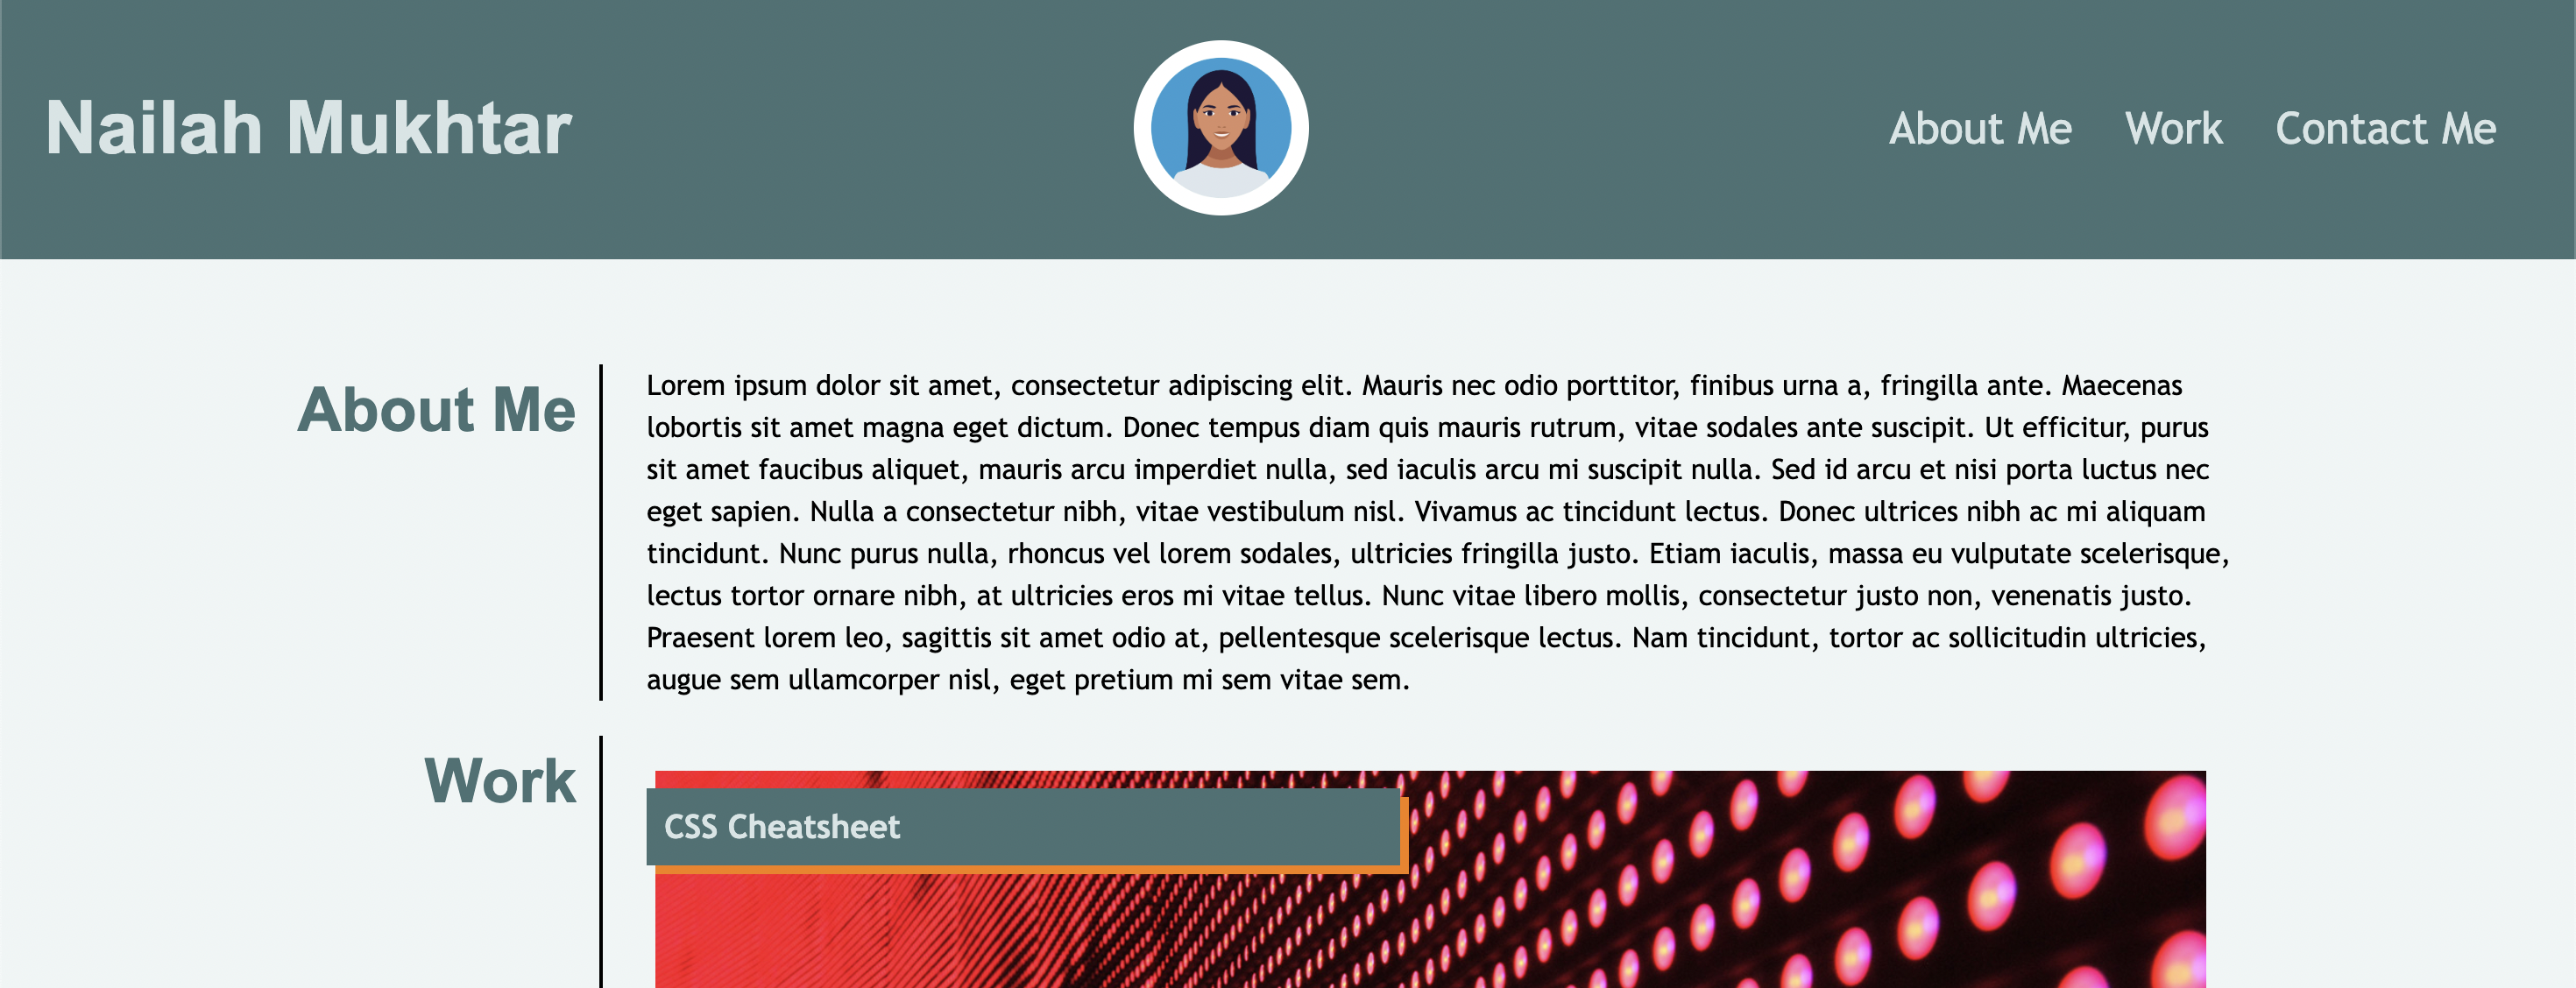 Nailah Mukhtar
About Me Work Contact Me
About Me
Lorem ipsum dolor sit amet, consectetur adipiscing elit. Mauris nec odio porttitor, finibus urna a, fringilla ante. Maecenas
lobortis sit amet magna eget dictum. Donec tempus diam quis mauris rutrum, vitae sodales ante suscipit. Ut efficitur, purus
sit amet faucibus aliquet, mauris arcu imperdiet nulla, sed iaculis arcu mi suscipit nulla. Sed id arcu et nisi porta luctus nec
eget sapien. Nulla a consectetur nibh, vitae vestibulum nisl. Vivamus ac tincidunt lectus. Donec ultrices nibh ac mi aliquam
tincidunt. Nunc purus nulla, rhoncus vel lorem sodales, ultricies fringilla justo. Etiam iaculis, massa eu vulputate scelerisque,
lectus tortor ornare nibh, at ultricies eros mi vitae tellus. Nunc vitae libero mollis, consectetur justo non, venenatis justo.
Praesent lorem leo, sagittis sit amet odio at, pellentesque scelerisque lectus. Nam tincidunt, tortor ac sollicitudin ultricies,
augue sem ullamcorper nisl, eget pretium mi sem vitae sem.
Work
CSS Cheatsheet